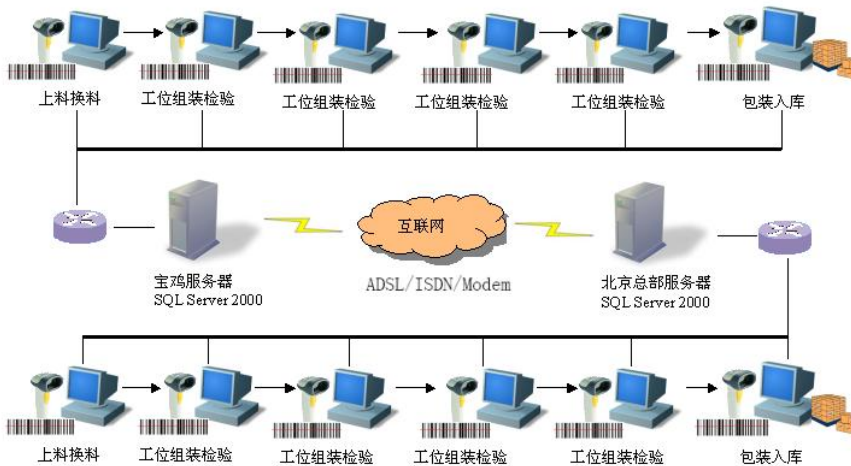 上料换料
工位组装检验
工位组装检验
工位组装检验
工位组装检验
包装入库
互联网
宝鸡服务器
SQL Server 2000
ADSL/ISDN/Modem
北京总部服务器
SQL Server 2000
上料换料
工位组装检验
工位组装检验
工位组装检验
工位组装检验
包装入库